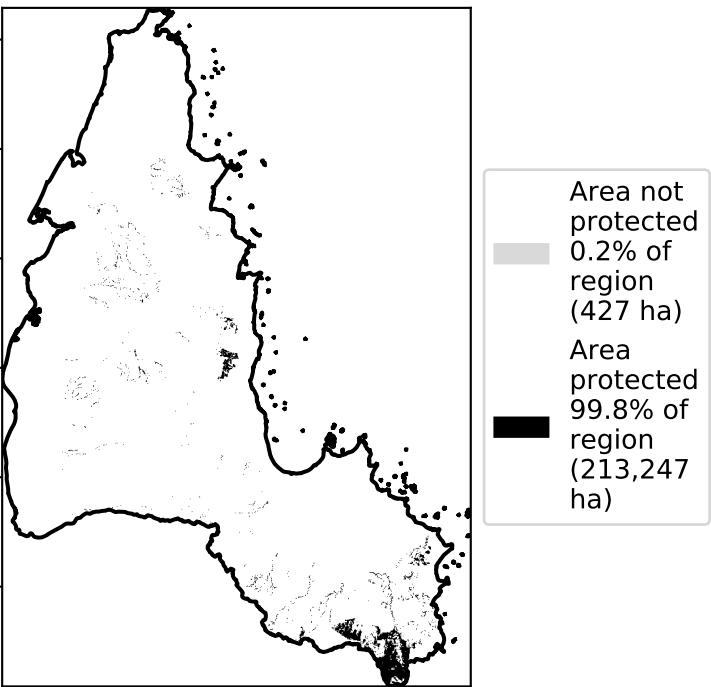 Area not
protected
0.2% of
region
(427 ha)
Area
protected
99.8% of
region
(213,247
ha)